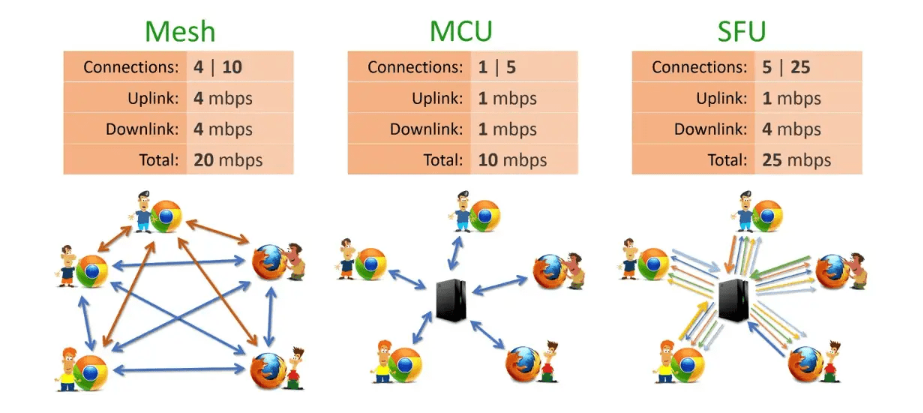 Mesh
Connections: 4 | 10
Uplink: 4 mbps
Downlink: 4 mbps
Total: 20 mbps
MCU
Connections: 1 | 5
Uplink: 1 mbps
Downlink: 1 mbps
Total: 10 mbps
SFU
Connections: 5 | 25
Uplink: 1 mbps
Downlink: 4 mbps
Total: 25 mbps